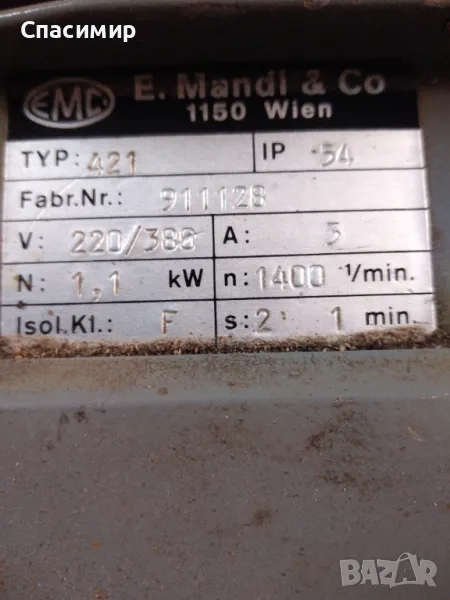 Спасимир
EMC
E. Mandl & Co
1150 Wien
TYP: 421 IP 54
Fabr.Nr.: 911128
V: 220/380 A: 5
N: 1,1 kW n: 1400 1/min.
Isol.Kl.: F s: 2 1 min.
BAZAR